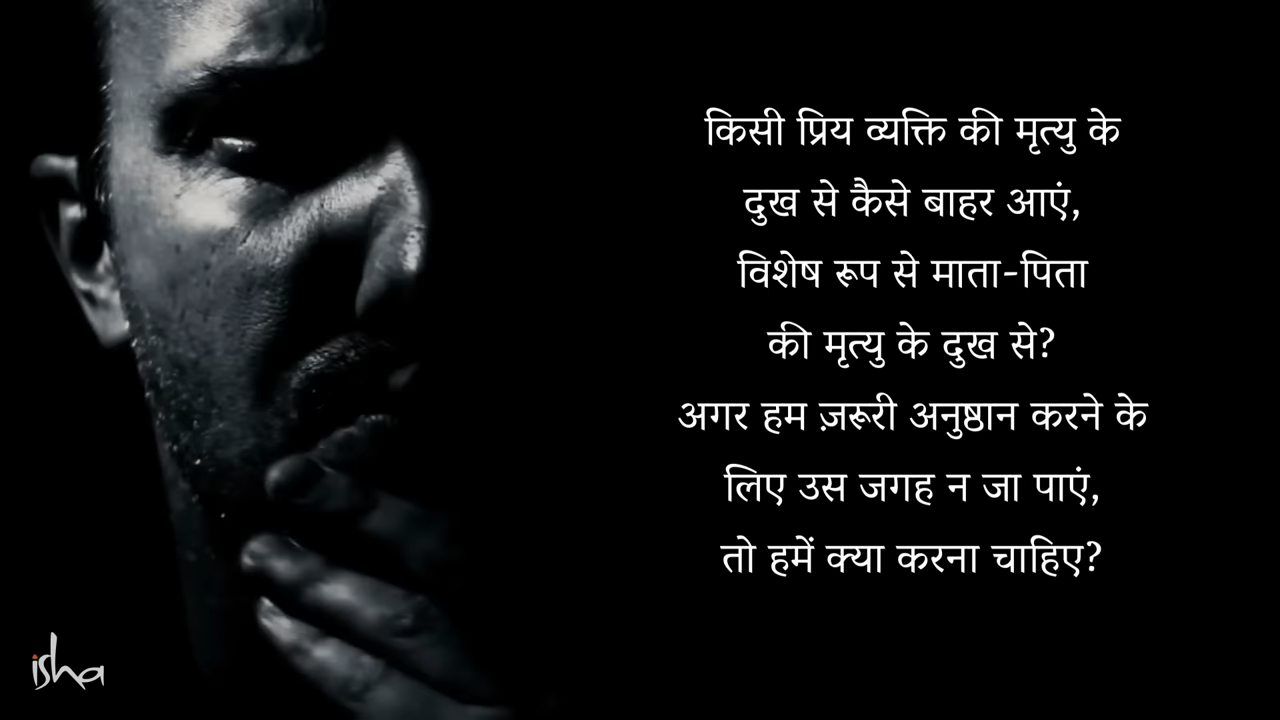 किसी प्रिय व्यक्ति की मृत्यु के
दुख से कैसे बाहर आएं,
विशेष रूप से माता-पिता
की मृत्यु के दुख से?
अगर हम ज़रूरी अनुष्ठान करने के
लिए उस जगह न जा पाएं,
तो हमें क्या करना चाहिए?
isha